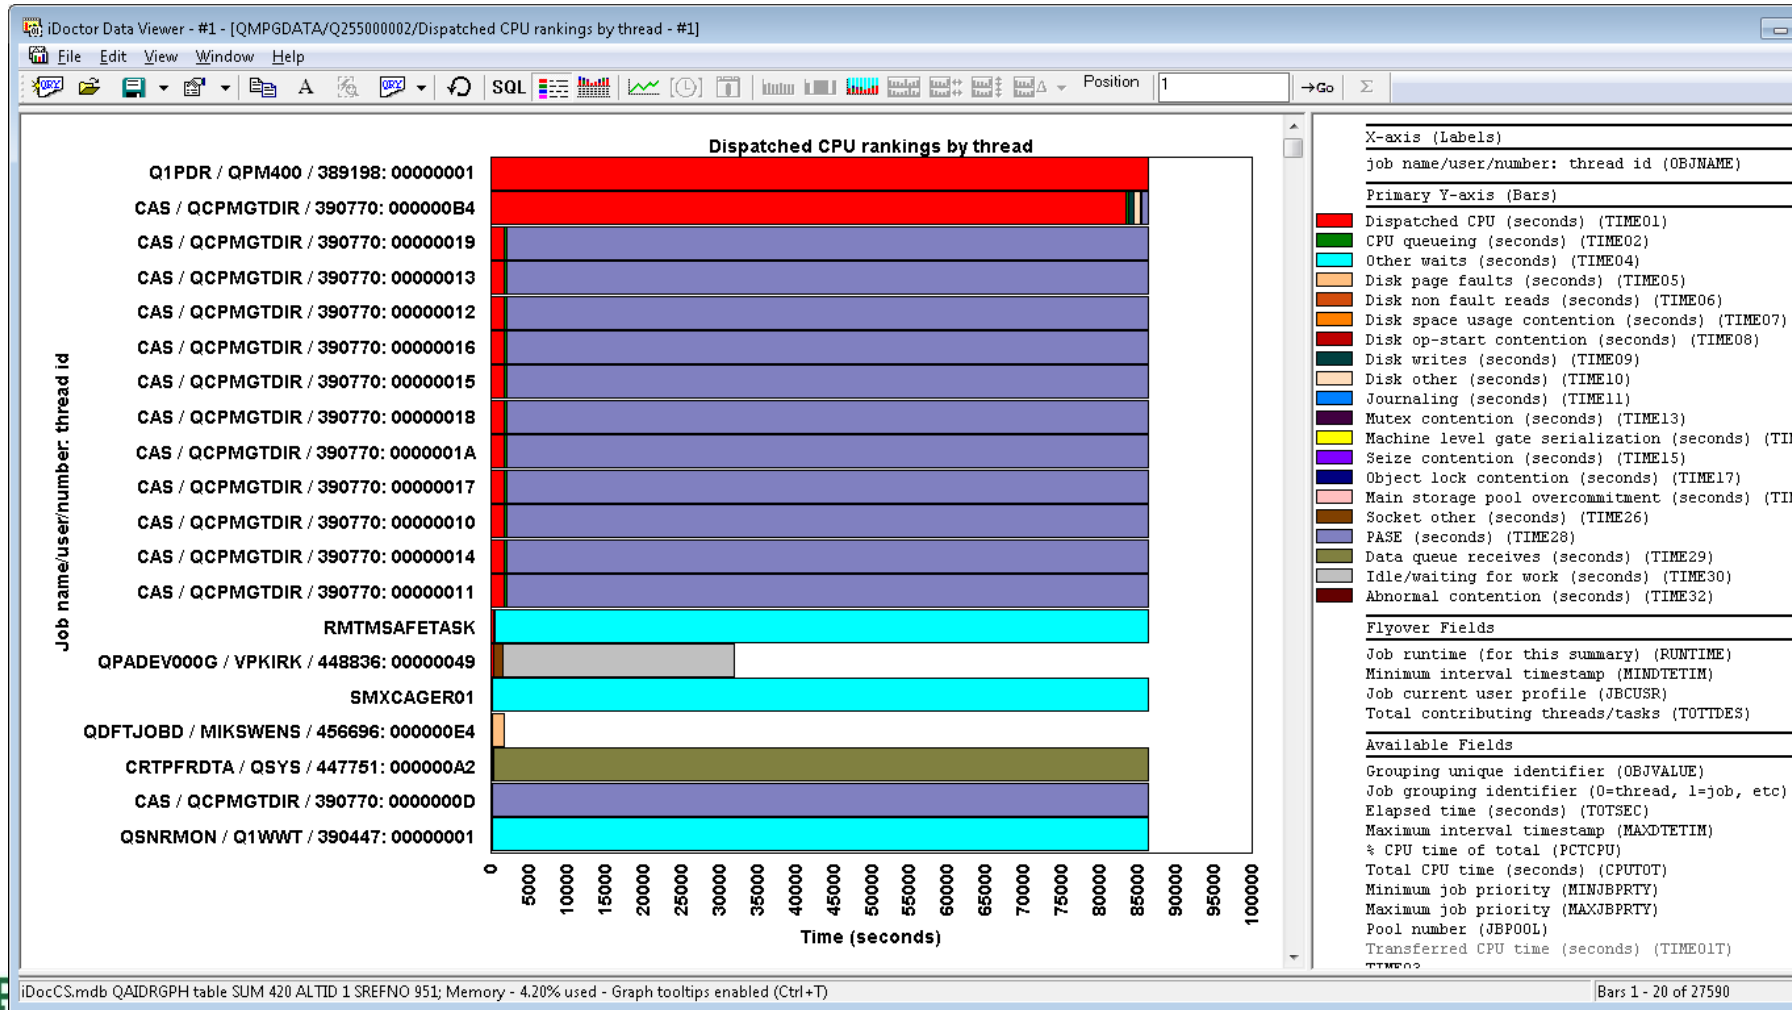 iDoctor Data Viewer - #1 - [QMPGDATA/Q255000002/Dispatched CPU rankings by thread - #1]
File Edit View Window Help
QRY A QRY SQL Position 1 →Go Σ
Dispatched CPU rankings by thread
Job name/user/number: thread id
Q1PDR / QPM400 / 389198: 00000001
CAS / QCPMGTDIR / 390770: 000000B4
CAS / QCPMGTDIR / 390770: 00000019
CAS / QCPMGTDIR / 390770: 00000013
CAS / QCPMGTDIR / 390770: 00000012
CAS / QCPMGTDIR / 390770: 00000016
CAS / QCPMGTDIR / 390770: 00000015
CAS / QCPMGTDIR / 390770: 00000018
CAS / QCPMGTDIR / 390770: 0000001A
CAS / QCPMGTDIR / 390770: 00000017
CAS / QCPMGTDIR / 390770: 00000010
CAS / QCPMGTDIR / 390770: 00000014
CAS / QCPMGTDIR / 390770: 00000011
RMTMSAFETASK
QPADEV000G / VPKIRK / 448836: 00000049
SMXCAGER01
QDFTJOBD / MIKSWENS / 456696: 000000E4
CRTPFRDTA / QSYS / 447751: 000000A2
CAS / QCPMGTDIR / 390770: 0000000D
QSNRMON / Q1WWT / 390447: 00000001
0 5000 10000 15000 20000 25000 30000 35000 40000 45000 50000 55000 60000 65000 70000 75000 80000 85000 90000 95000 100000
Time (seconds)
X-axis (Labels)
job name/user/number: thread id (OBJNAME)
Primary Y-axis (Bars)
Dispatched CPU (seconds) (TIME01)
CPU queueing (seconds) (TIME02)
Other waits (seconds) (TIME04)
Disk page faults (seconds) (TIME05)
Disk non fault reads (seconds) (TIME06)
Disk space usage contention (seconds) (TIME07)
Disk op-start contention (seconds) (TIME08)
Disk writes (seconds) (TIME09)
Disk other (seconds) (TIME10)
Journaling (seconds) (TIME11)
Mutex contention (seconds) (TIME13)
Machine level gate serialization (seconds) (TI
Seize contention (seconds) (TIME15)
Object lock contention (seconds) (TIME17)
Main storage pool overcommitment (seconds) (TI
Socket other (seconds) (TIME26)
PASE (seconds) (TIME28)
Data queue receives (seconds) (TIME29)
Idle/waiting for work (seconds) (TIME30)
Abnormal contention (seconds) (TIME32)
Flyover Fields
Job runtime (for this summary) (RUNTIME)
Minimum interval timestamp (MINDTETIM)
Job current user profile (JBCUSR)
Total contributing threads/tasks (TOTTDES)
Available Fields
Grouping unique identifier (OBJVALUE)
Job grouping identifier (0=thread, 1=job, etc)
Elapsed time (seconds) (TOTSEC)
Maximum interval timestamp (MAXDTETIM)
% CPU time of total (PCTCPU)
Total CPU time (seconds) (CPUTOT)
Minimum job priority (MINJBPRTY)
Maximum job priority (MAXJBPRTY)
Pool number (JBPOOL)
Transferred CPU time (seconds) (TIME01T)
iDocCS.mdb QAIDRGPH table SUM 420 ALTID 1 SREFNO 951; Memory - 4.20% used - Graph tooltips enabled (Ctrl+T)
Bars 1 - 20 of 27590